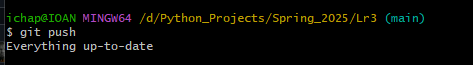 ichap@IOAN MINGW64 /d/Python_Projects/Spring_2025/Lr3 (main)
$ git push
Everything up-to-date